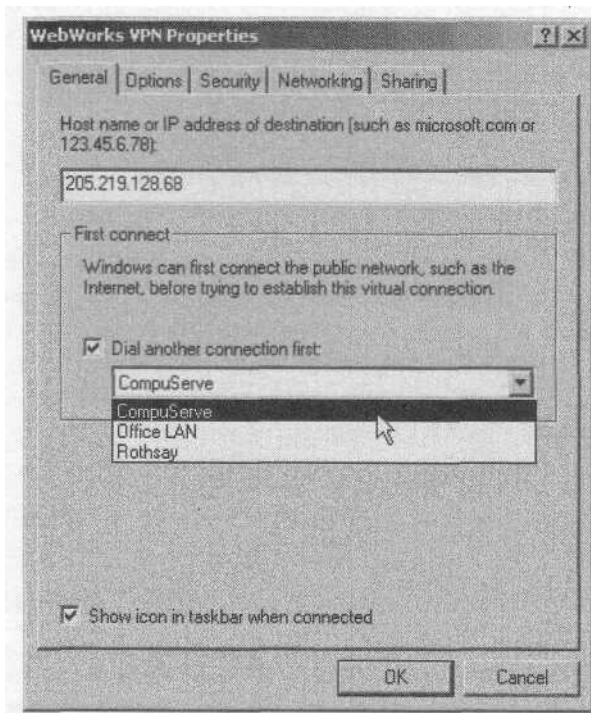 WebWorks VPN Properties
General Options Security Networking Sharing
Host name or IP address of destination (such as microsoft.com or
123.45.6.78):
205.219.128.68
First connect
Windows can first connect the public network, such as the
Internet, before trying to establish this virtual connection.
Dial another connection first:
CompuServe
CompuServe
Office LAN
Rothsay
Show icon in taskbar when connected
OK Cancel